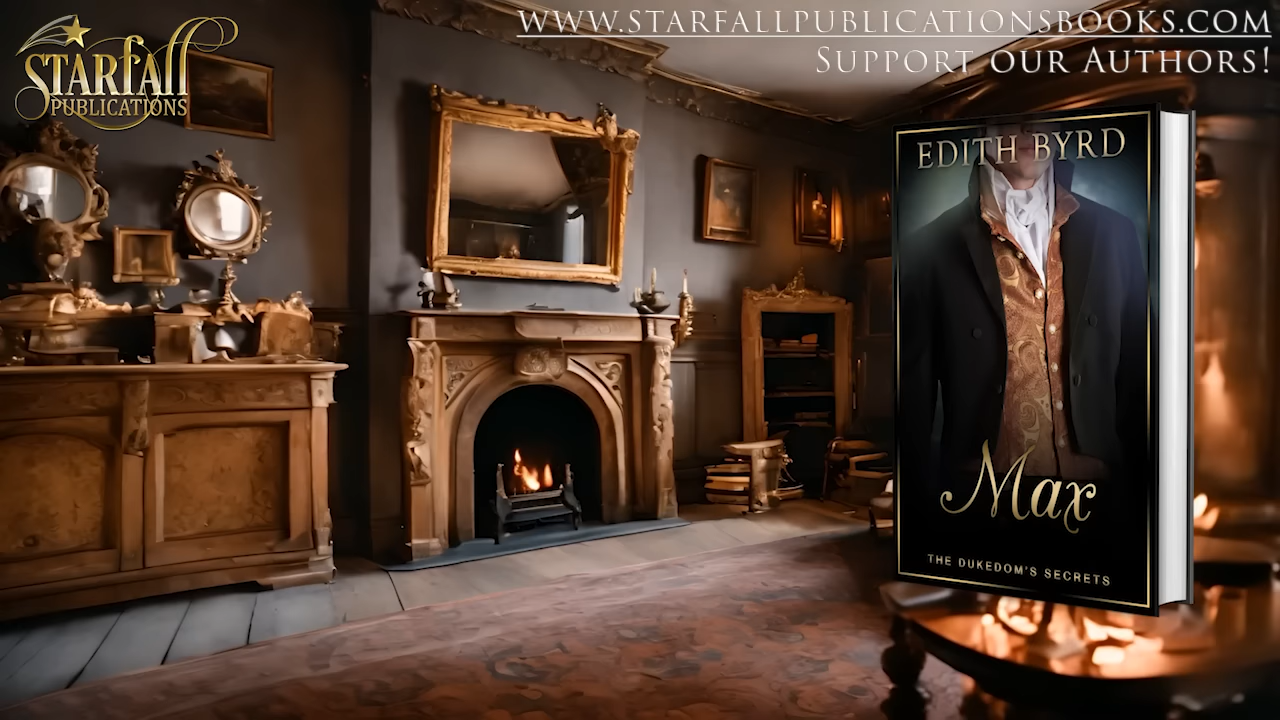 STARfall
PUBLICATIONS
WWW.STARFALLPUBLICATIONSBOOKS.COM
SUPPORT OUR AUTHORS!
EDITH BYRD
Max
THE DUKEDOM'S SECRETS